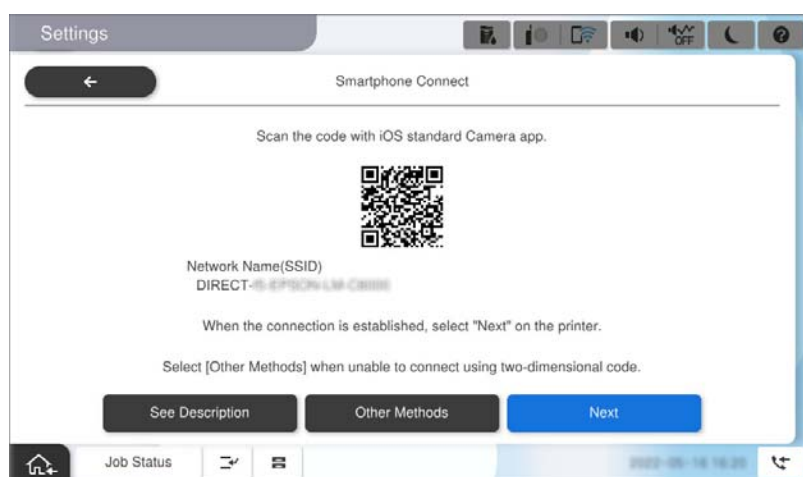 Settings
OFF
Smartphone Connect
Scan the code with iOS standard Camera app.
Network Name(SSID)
DIRECT-
When the connection is established, select "Next" on the printer.
Select [Other Methods] when unable to connect using two-dimensional code.
See Description
Other Methods
Next
Job Status